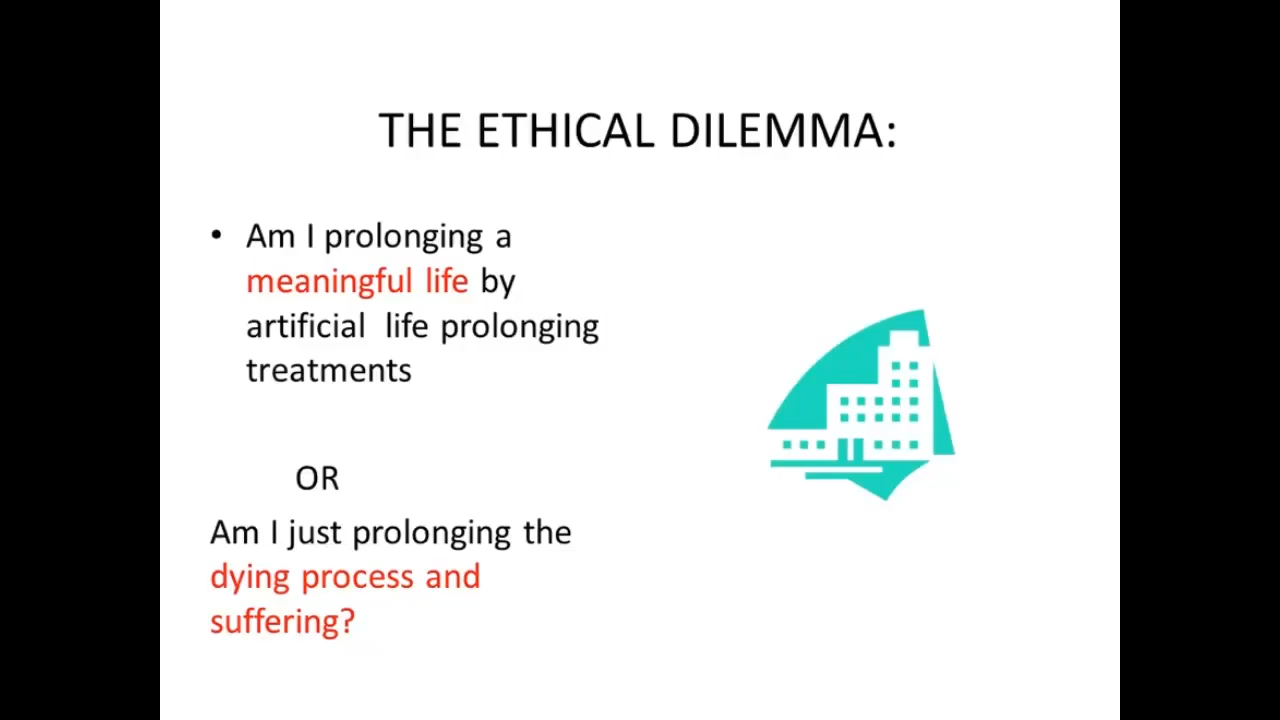 THE ETHICAL DILEMMA:
• Am I prolonging a
meaningful life by
artificial  life prolonging
treatments
OR
Am I just prolonging the
dying process and
suffering?